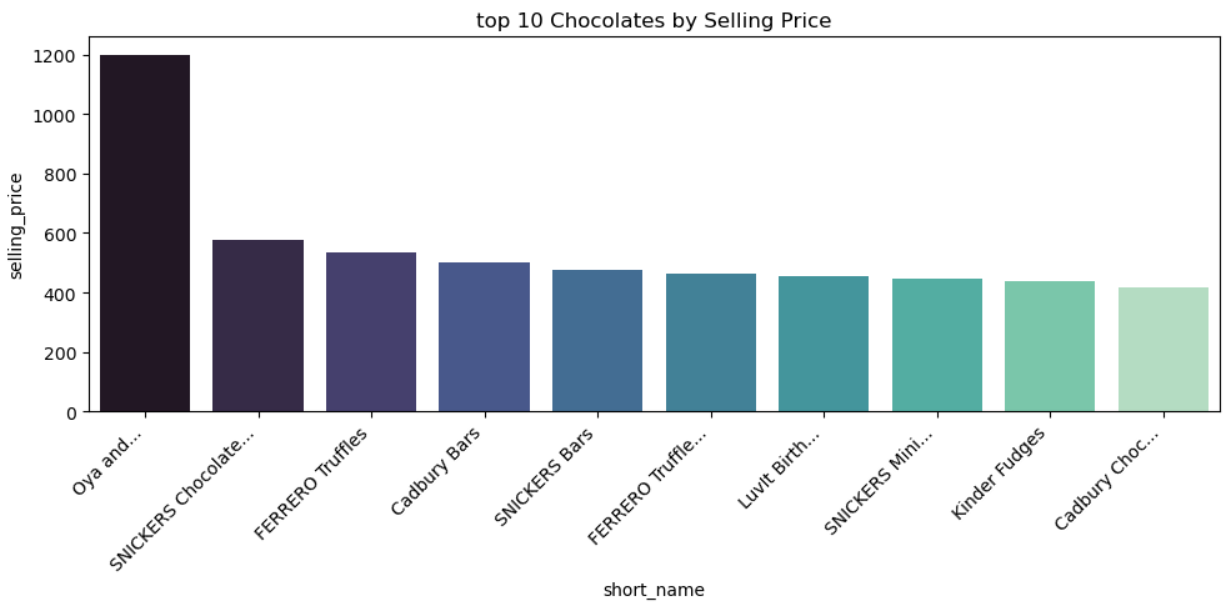 top 10 Chocolates by Selling Price
selling_price
1200
1000
800
600
400
200
0
Oya and...
SNICKERS Chocolate...
FERRERO Truffles
Cadbury Bars
SNICKERS Bars
FERRERO Truffle...
LuvIt Birth...
SNICKERS Mini...
Kinder Fudges
Cadbury Choc...
short_name